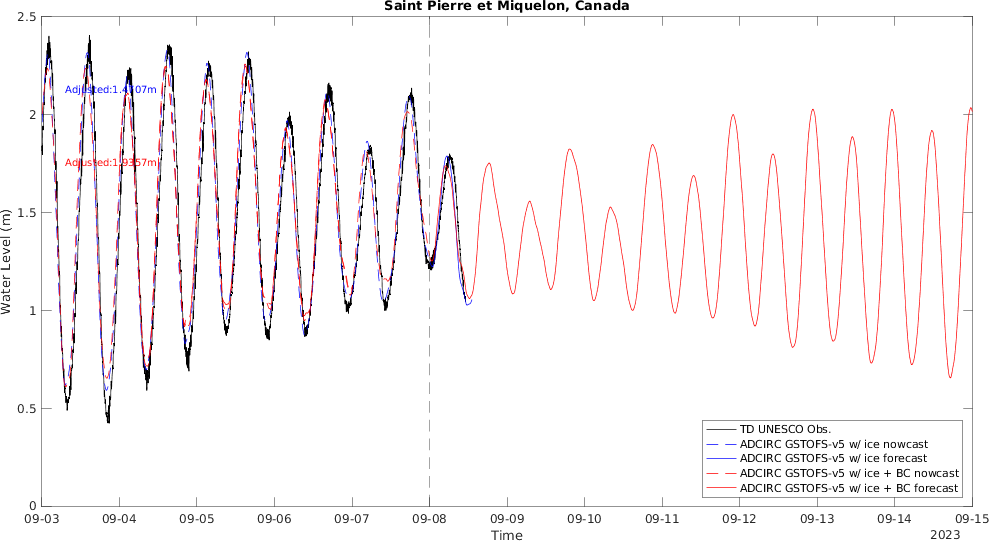 Saint Pierre et Miquelon, Canada
2.5
2
1.5
1
0.5
0
Water Level (m)
Adjusted:1.4707m
Adjusted:1.9357m
TD UNESCO Obs.
ADCIRC GSTOFS-v5 w/ ice nowcast
ADCIRC GSTOFS-v5 w/ ice forecast
ADCIRC GSTOFS-v5 w/ ice + BC nowcast
ADCIRC GSTOFS-v5 w/ ice + BC forecast
09-03 09-04 09-05 09-06 09-07 09-08 09-09 09-10 09-11 09-12 09-13 09-14 09-15
Time
2023